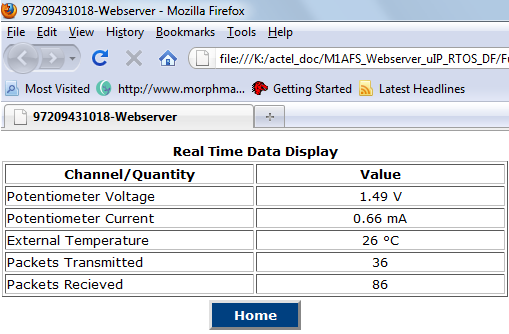 97209431018-Webserver - Mozilla Firefox
File Edit View History Bookmarks Tools Help
file:///K:/actel_doc/M1AFS_Webserver_uIP_RTOS_DF/Fu
Most Visited http://www.morphma... Getting Started Latest Headlines
97209431018-Webserver
Real Time Data Display
Channel/Quantity Value
Potentiometer Voltage 1.49 V
Potentiometer Current 0.66 mA
External Temperature 26 °C
Packets Transmitted 36
Packets Recieved 86
Home